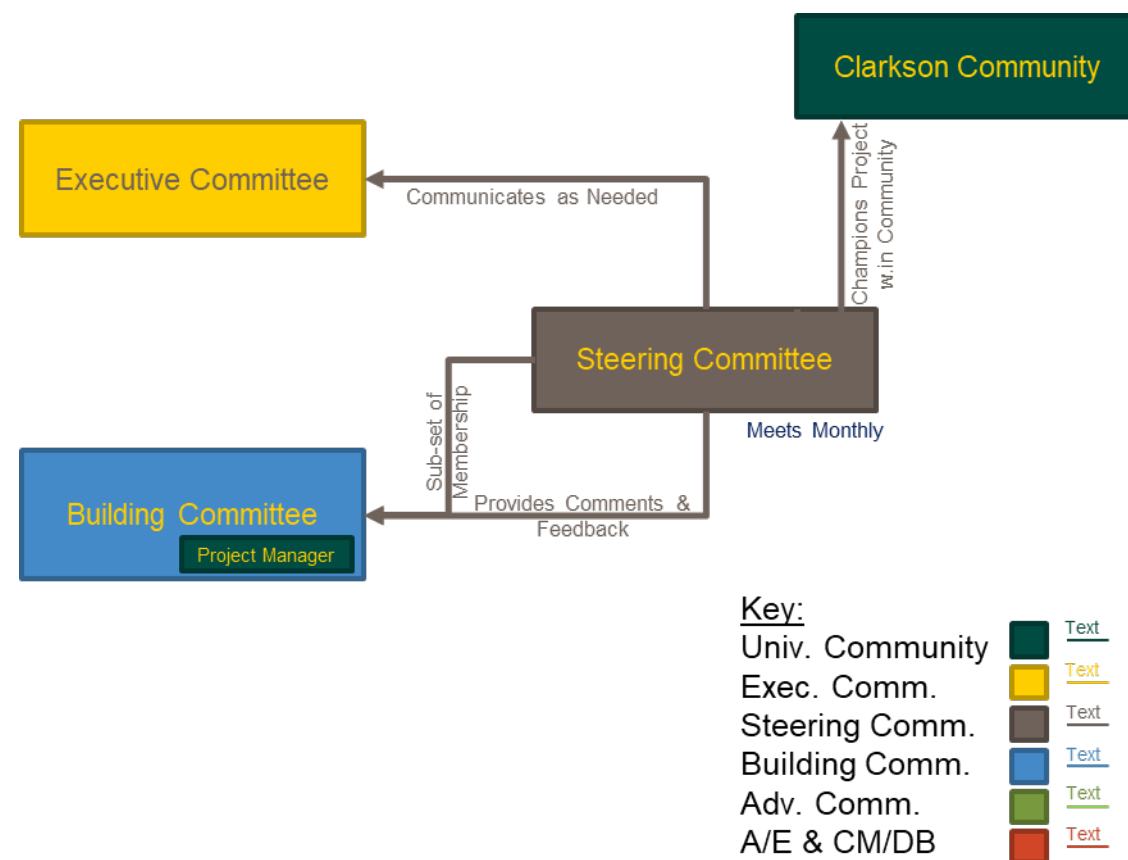 Clarkson Community
Executive Committee
Communicates as Needed
Champions Project
w.in Community
Steering Committee
Meets Monthly
Sub-set of
Membership
Provides Comments &
Feedback
Building Committee
Project Manager
Key:
Univ. Community
Text
Exec. Comm.
Text
Steering Comm.
Text
Building Comm.
Text
Adv. Comm.
Text
A/E & CM/DB
Text